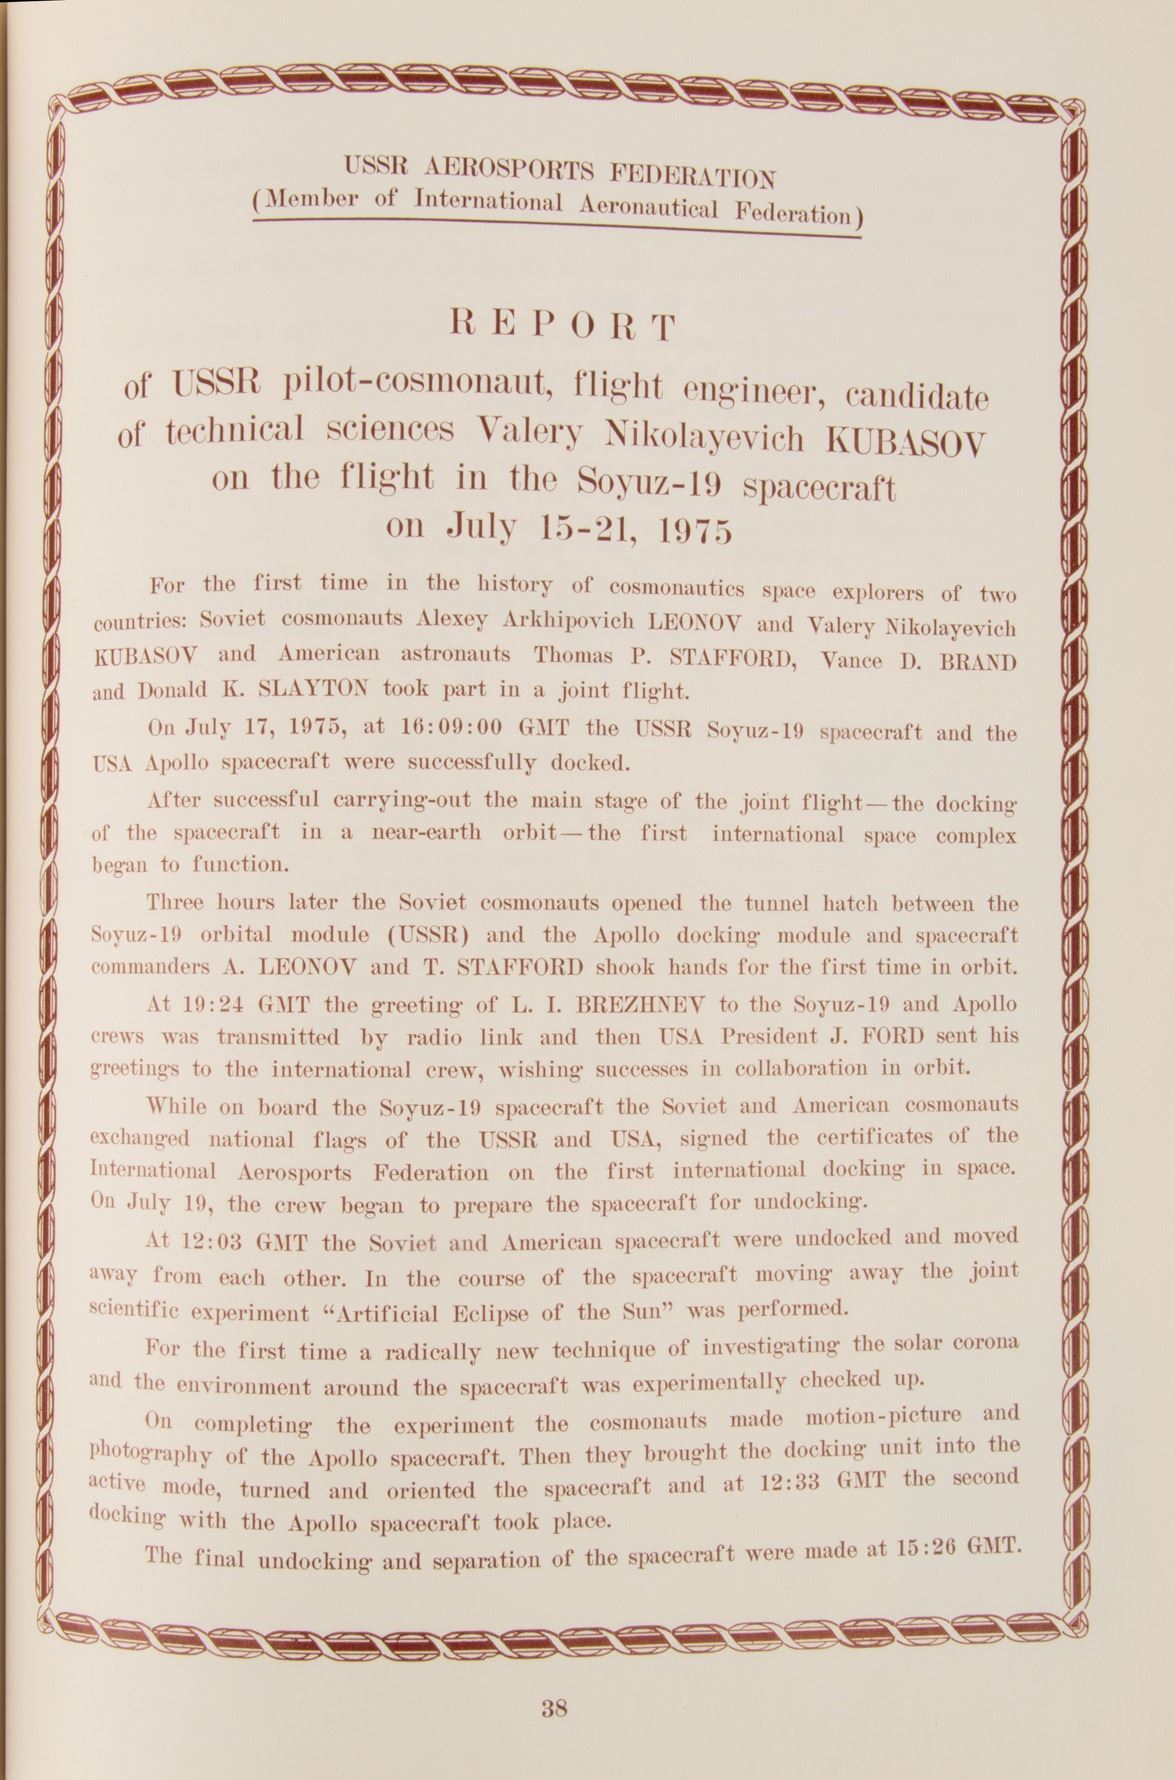 USSR AEROSPORTS FEDERATION
(Member of International Aeronautical Federation)
REPORT
of USSR pilot-cosmonaut, flight engineer, candidate
of technical sciences Valery Nikolayevich KUBASOV
on the flight in the Soyuz-19 spacecraft
on July 15-21, 1975
For the first time in the history of cosmonautics space explorers of two
countries: Soviet cosmonauts Alexey Arkhipovich LEONOV and Valery Nikolayevich
KUBASOV and American astronauts Thomas P. STAFFORD, Vance D. BRAND
and Donald K. SLAYTON took part in a joint flight.
On July 17, 1975, at 16:09:00 GMT the USSR Soyuz-19 spacecraft and the
USA Apollo spacecraft were successfully docked.
After successful carrying-out the main stage of the joint flight—the docking
of the spacecraft in a near-earth orbit—the first international space complex
began to function.
Three hours later the Soviet cosmonauts opened the tunnel hatch between the
Soyuz-19 orbital module (USSR) and the Apollo docking module and spacecraft
commanders A. LEONOV and T. STAFFORD shook hands for the first time in orbit.
At 19:24 GMT the greeting of L. I. BREZHNEV to the Soyuz-19 and Apollo
crews was transmitted by radio link and then USA President J. FORD sent his
greetings to the international crew, wishing successes in collaboration in orbit.
While on board the Soyuz-19 spacecraft the Soviet and American cosmonauts
exchanged national flags of the USSR and USA, signed the certificates of the
International Aerosports Federation on the first international docking in space.
On July 19, the crew began to prepare the spacecraft for undocking.
At 12:03 GMT the Soviet and American spacecraft were undocked and moved
away from each other. In the course of the spacecraft moving away the joint
scientific experiment “Artificial Eclipse of the Sun” was performed.
For the first time a radically new technique of investigating the solar corona
and the environment around the spacecraft was experimentally checked up.
On completing the experiment the cosmonauts made motion-picture and
photography of the Apollo spacecraft. Then they brought the docking unit into the
active mode, turned and oriented the spacecraft and at 12:33 GMT the second
docking with the Apollo spacecraft took place.
The final undocking and separation of the spacecraft were made at 15:26 GMT.
38